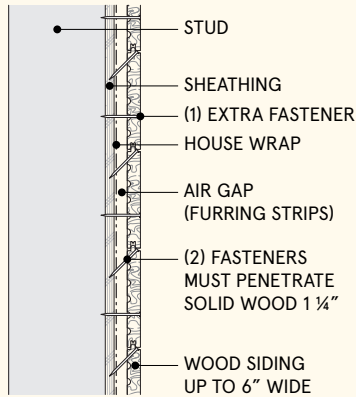 STUD
SHEATHING
(1) EXTRA FASTENER
HOUSE WRAP
AIR GAP
(FURRING STRIPS)
(2) FASTENERS
MUST PENETRATE
SOLID WOOD 1 ¼”
WOOD SIDING
UP TO 6” WIDE